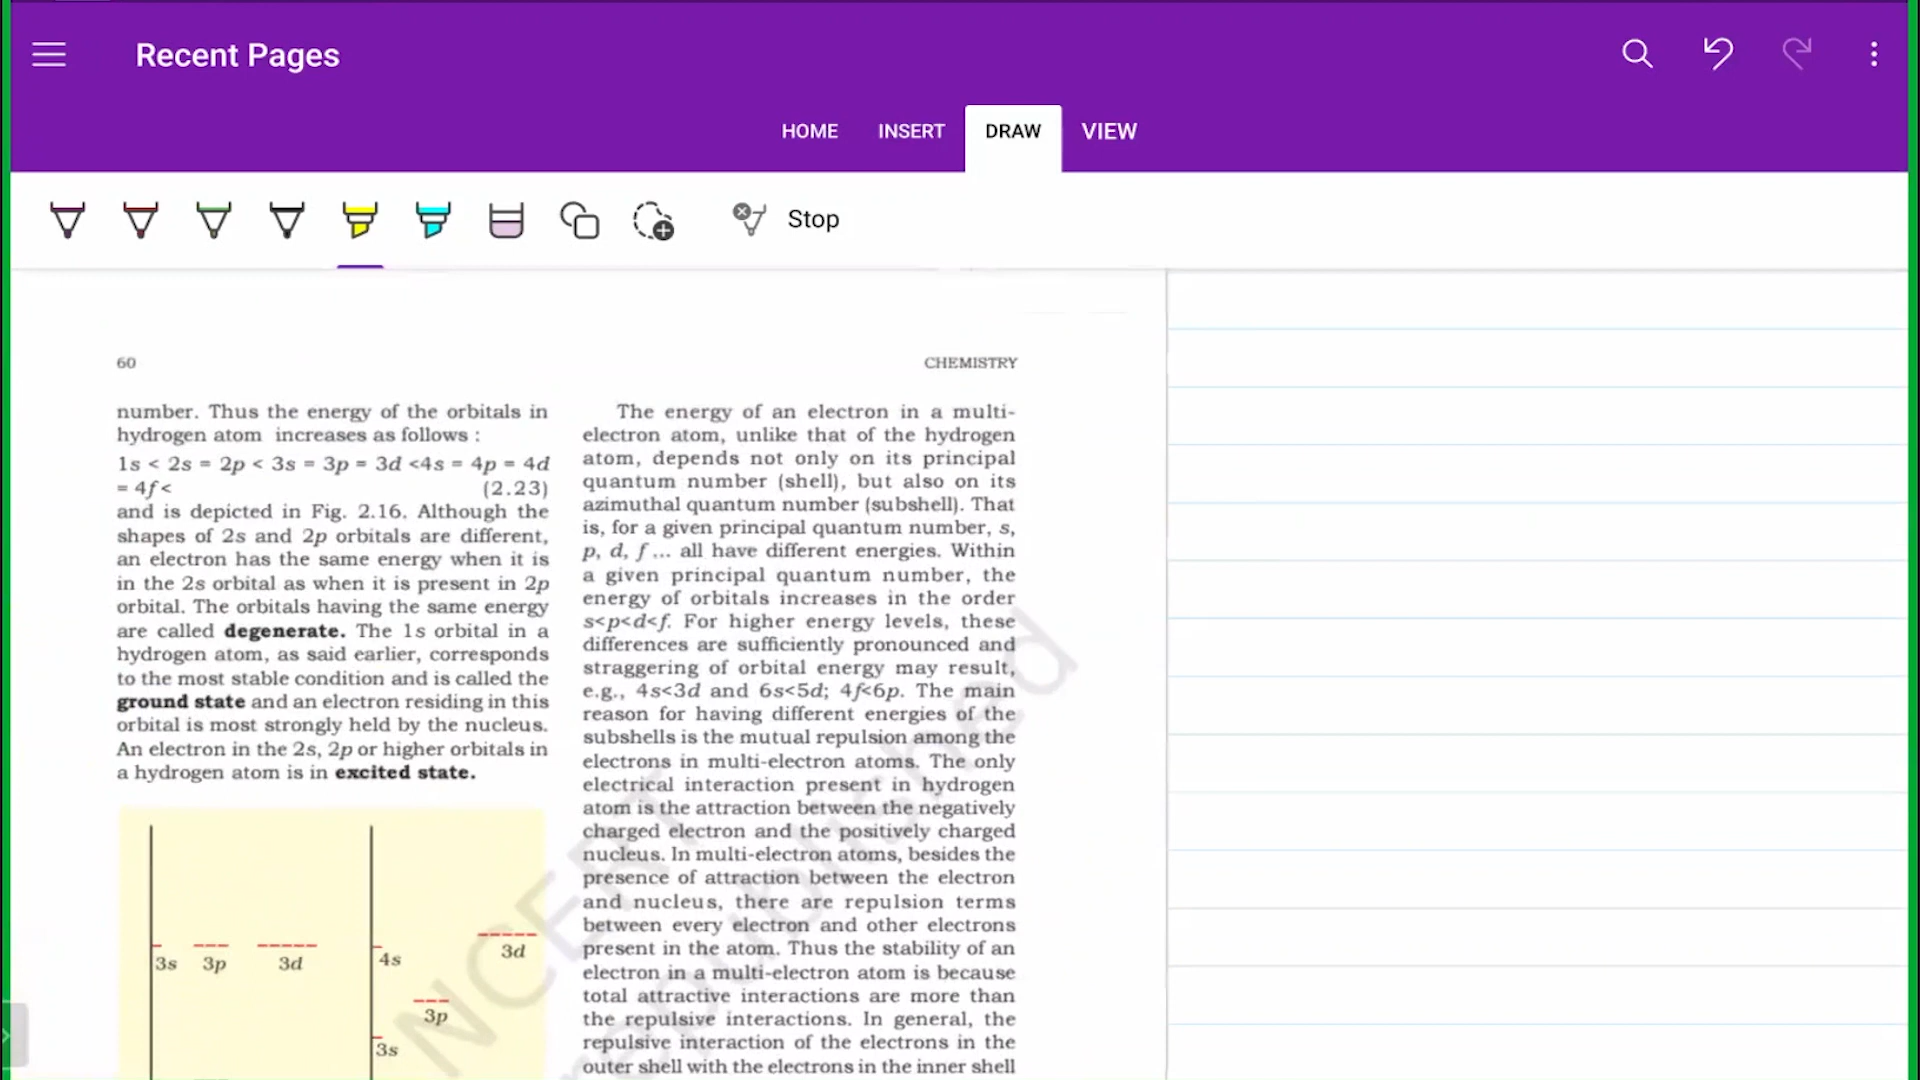 Recent Pages
HOME INSERT DRAW VIEW
Stop
60 CHEMISTRY
number. Thus the energy of the orbitals in
hydrogen atom increases as follows :
1s < 2s = 2p < 3s = 3p = 3d <4s = 4p = 4d
= 4f < (2.23)
and is depicted in Fig. 2.16. Although the
shapes of 2s and 2p orbitals are different,
an electron has the same energy when it is
in the 2s orbital as when it is present in 2p
orbital. The orbitals having the same energy
are called degenerate. The 1s orbital in a
hydrogen atom, as said earlier, corresponds
to the most stable condition and is called the
ground state and an electron residing in this
orbital is most strongly held by the nucleus.
An electron in the 2s, 2p or higher orbitals in
a hydrogen atom is in excited state.
3s 3p 3d 4s 3d
3p
3s
The energy of an electron in a multi-
electron atom, unlike that of the hydrogen
atom, depends not only on its principal
quantum number (shell), but also on its
azimuthal quantum number (subshell). That
is, for a given principal quantum number, s,
p, d, f ... all have different energies. Within
a given principal quantum number, the
energy of orbitals increases in the order
s<p<d<f. For higher energy levels, these
differences are sufficiently pronounced and
straggering of orbital energy may result,
e.g., 4s<3d and 6s<5d; 4f<6p. The main
reason for having different energies of the
subshells is the mutual repulsion among the
electrons in multi-electron atoms. The only
electrical interaction present in hydrogen
atom is the attraction between the negatively
charged electron and the positively charged
nucleus. In multi-electron atoms, besides the
presence of attraction between the electron
and nucleus, there are repulsion terms
between every electron and other electrons
present in the atom. Thus the stability of an
electron in a multi-electron atom is because
total attractive interactions are more than
the repulsive interactions. In general, the
repulsive interaction of the electrons in the
outer shell with the electrons in the inner shell
NCERT
republished